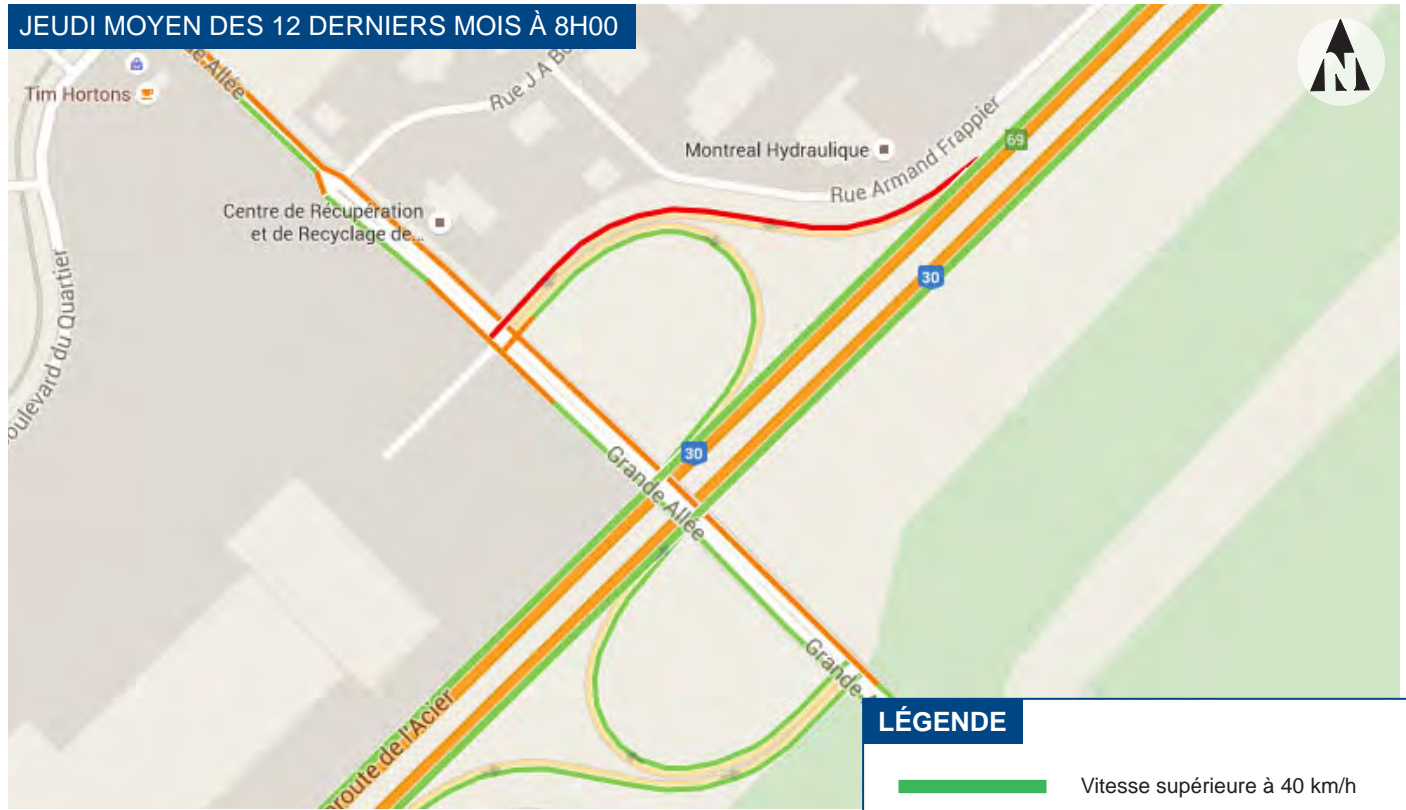 JEUDI MOYEN DES 12 DERNIERS MOIS À 8H00
N
Allée
Tim Hortons
Rue J A
Montreal Hydraulique
69
Rue Armand Frappier
Centre de Récupération
et de Recyclage de...
30
Boulevard du Quartier
30
Grande Allée
Grande
Autoroute de l'Acier
LÉGENDE
Vitesse supérieure à 40 km/h